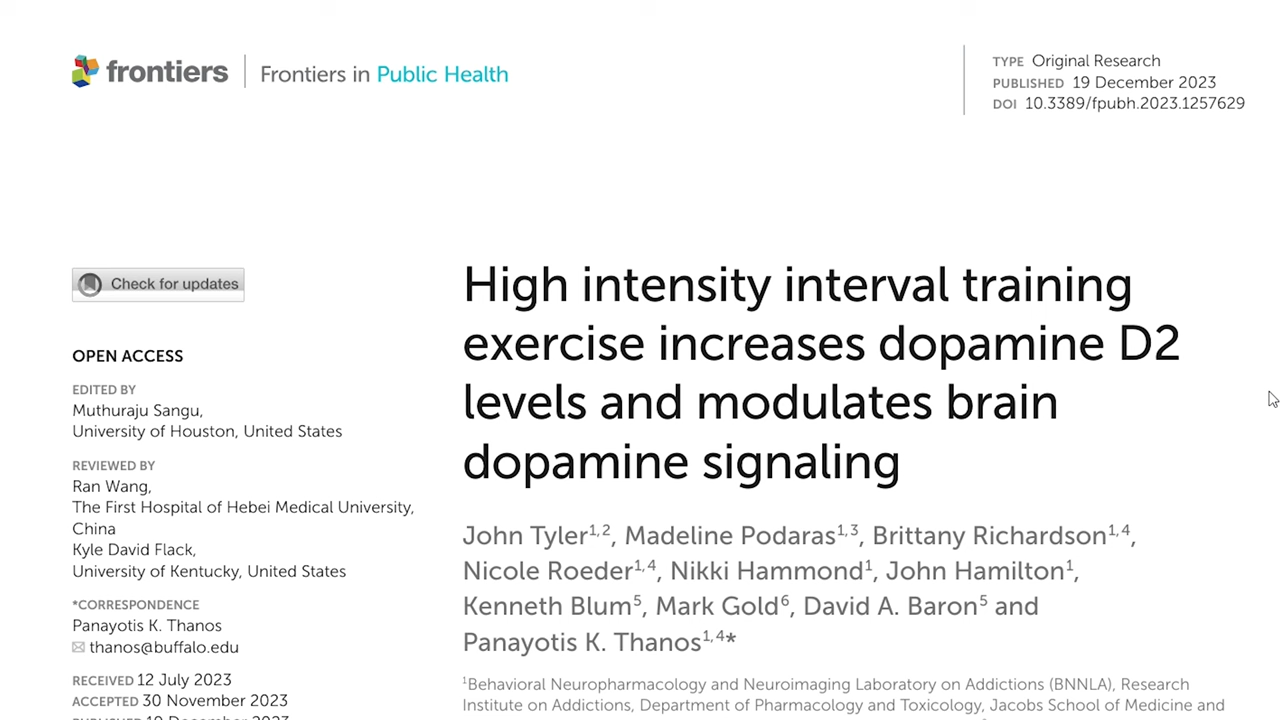 frontiers | Frontiers in Public Health
TYPE Original Research
PUBLISHED 19 December 2023
DOI 10.3389/fpubh.2023.1257629
Check for updates
OPEN ACCESS
EDITED BY
Muthuraju Sangu,
University of Houston, United States
REVIEWED BY
Ran Wang,
The First Hospital of Hebei Medical University,
China
Kyle David Flack,
University of Kentucky, United States
*CORRESPONDENCE
Panayotis K. Thanos
thanos@buffalo.edu
RECEIVED 12 July 2023
ACCEPTED 30 November 2023
PUBLISHED 19 December 2023
High intensity interval training
exercise increases dopamine D2
levels and modulates brain
dopamine signaling
John Tyler1,2, Madeline Podaras1,3, Brittany Richardson1,4,
Nicole Roeder1,4, Nikki Hammond1, John Hamilton1,
Kenneth Blum5, Mark Gold6, David A. Baron5 and
Panayotis K. Thanos1,4*
1Behavioral Neuropharmacology and Neuroimaging Laboratory on Addictions (BNNLA), Research
Institute on Addictions, Department of Pharmacology and Toxicology, Jacobs School of Medicine and